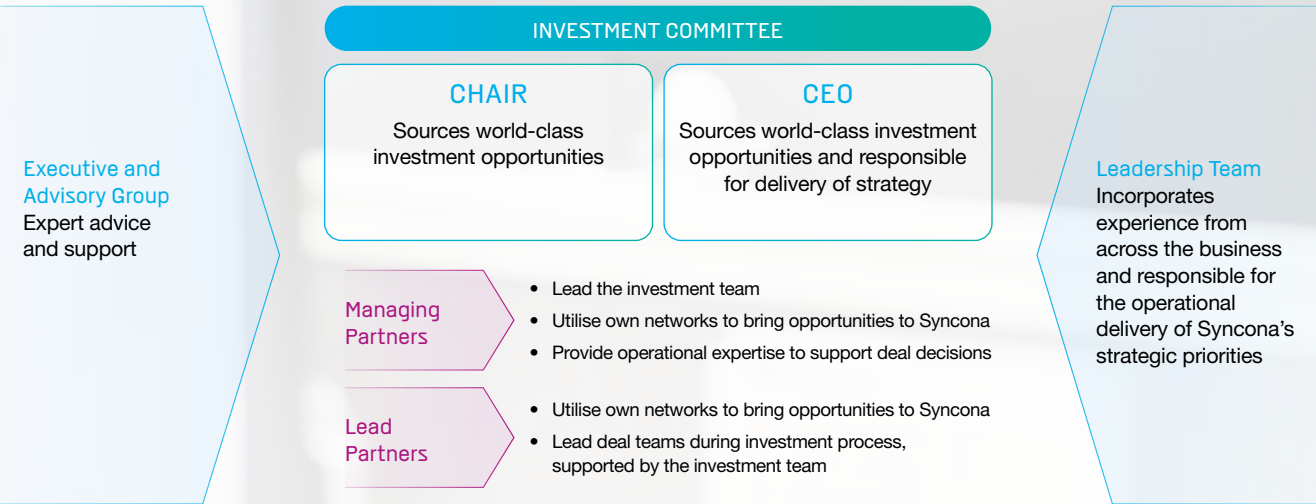 INVESTMENT COMMITTEE
CHAIR
Sources world-class
investment opportunities
CEO
Sources world-class investment
opportunities and responsible
for delivery of strategy
Executive and
Advisory Group
Expert advice
and support
Managing
Partners
• Lead the investment team
• Utilise own networks to bring opportunities to Syncona
• Provide operational expertise to support deal decisions
Lead
Partners
• Utilise own networks to bring opportunities to Syncona
• Lead deal teams during investment process,
supported by the investment team
Leadership Team
Incorporates
experience from
across the business
and responsible for
the operational
delivery of Syncona’s
strategic priorities